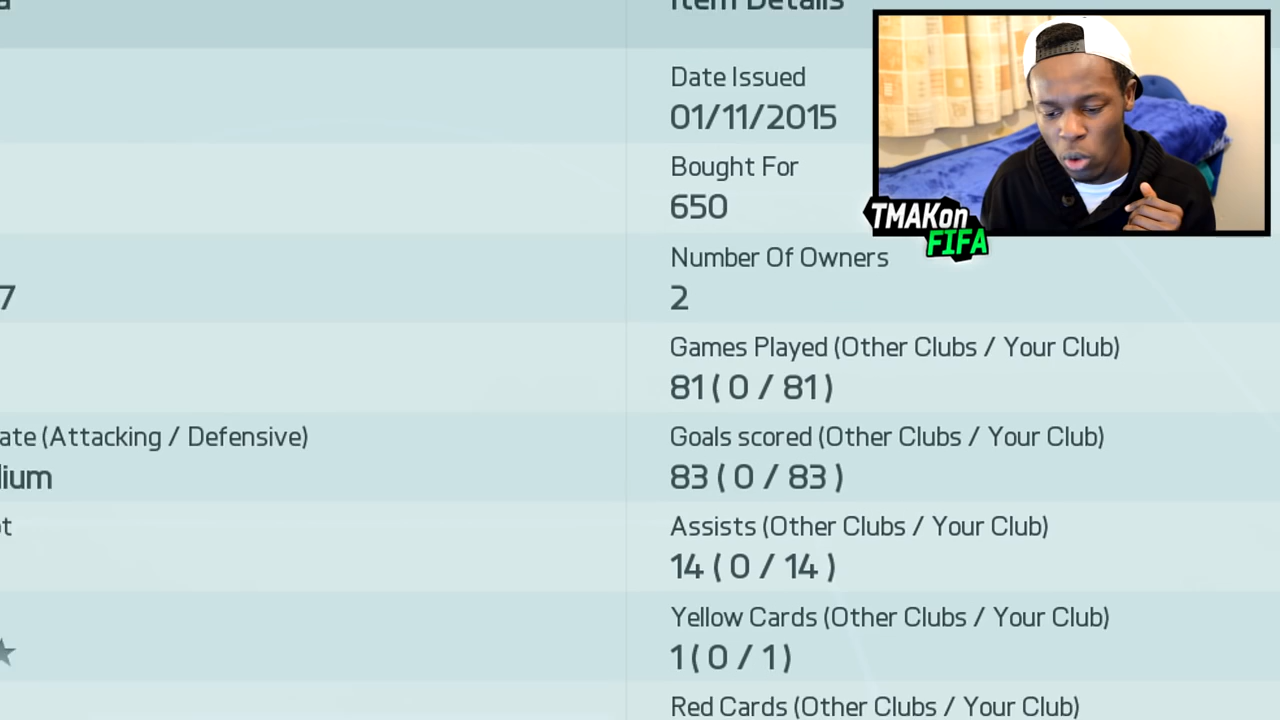 Item Details
Date Issued
01/11/2015
Bought For
650
TMAKon
FIFA
Number Of Owners
2
7
Games Played (Other Clubs / Your Club)
81 ( 0 / 81 )
ate (Attacking / Defensive)
Goals scored (Other Clubs / Your Club)
lium
83 ( 0 / 83 )
Assists (Other Clubs / Your Club)
14 ( 0 / 14 )
Yellow Cards (Other Clubs / Your Club)
1 ( 0 / 1 )
Red Cards (Other Clubs / Your Club)